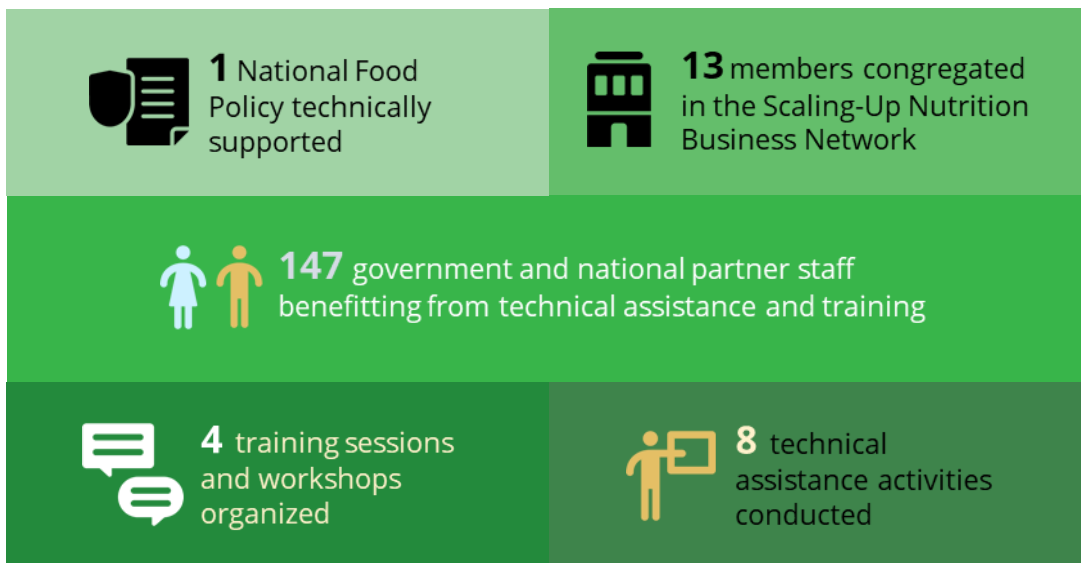 1 National Food
Policy technically
supported
13 members congregated
in the Scaling-Up Nutrition
Business Network
147 government and national partner staff
benefitting from technical assistance and training
4 training sessions
and workshops
organized
8 technical
assistance activities
conducted